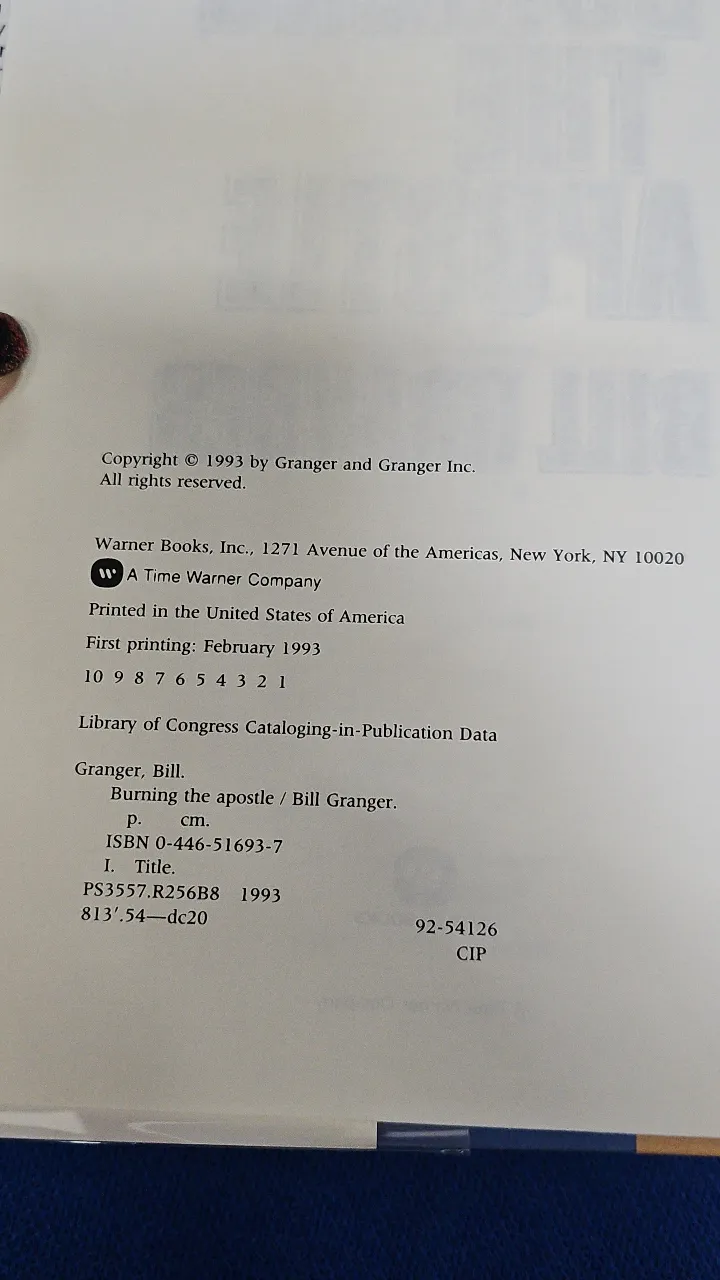 Copyright © 1993 by Granger and Granger Inc.
All rights reserved.
Warner Books, Inc., 1271 Avenue of the Americas, New York, NY 10020
A Time Warner Company
Printed in the United States of America
First printing: February 1993
10 9 8 7 6 5 4 3 2 1
Library of Congress Cataloging-in-Publication Data
Granger, Bill.
Burning the apostle / Bill Granger.
p. cm.
ISBN 0-446-51693-7
I. Title.
PS3557.R256B8 1993
813′.54—dc20
92-54126
CIP